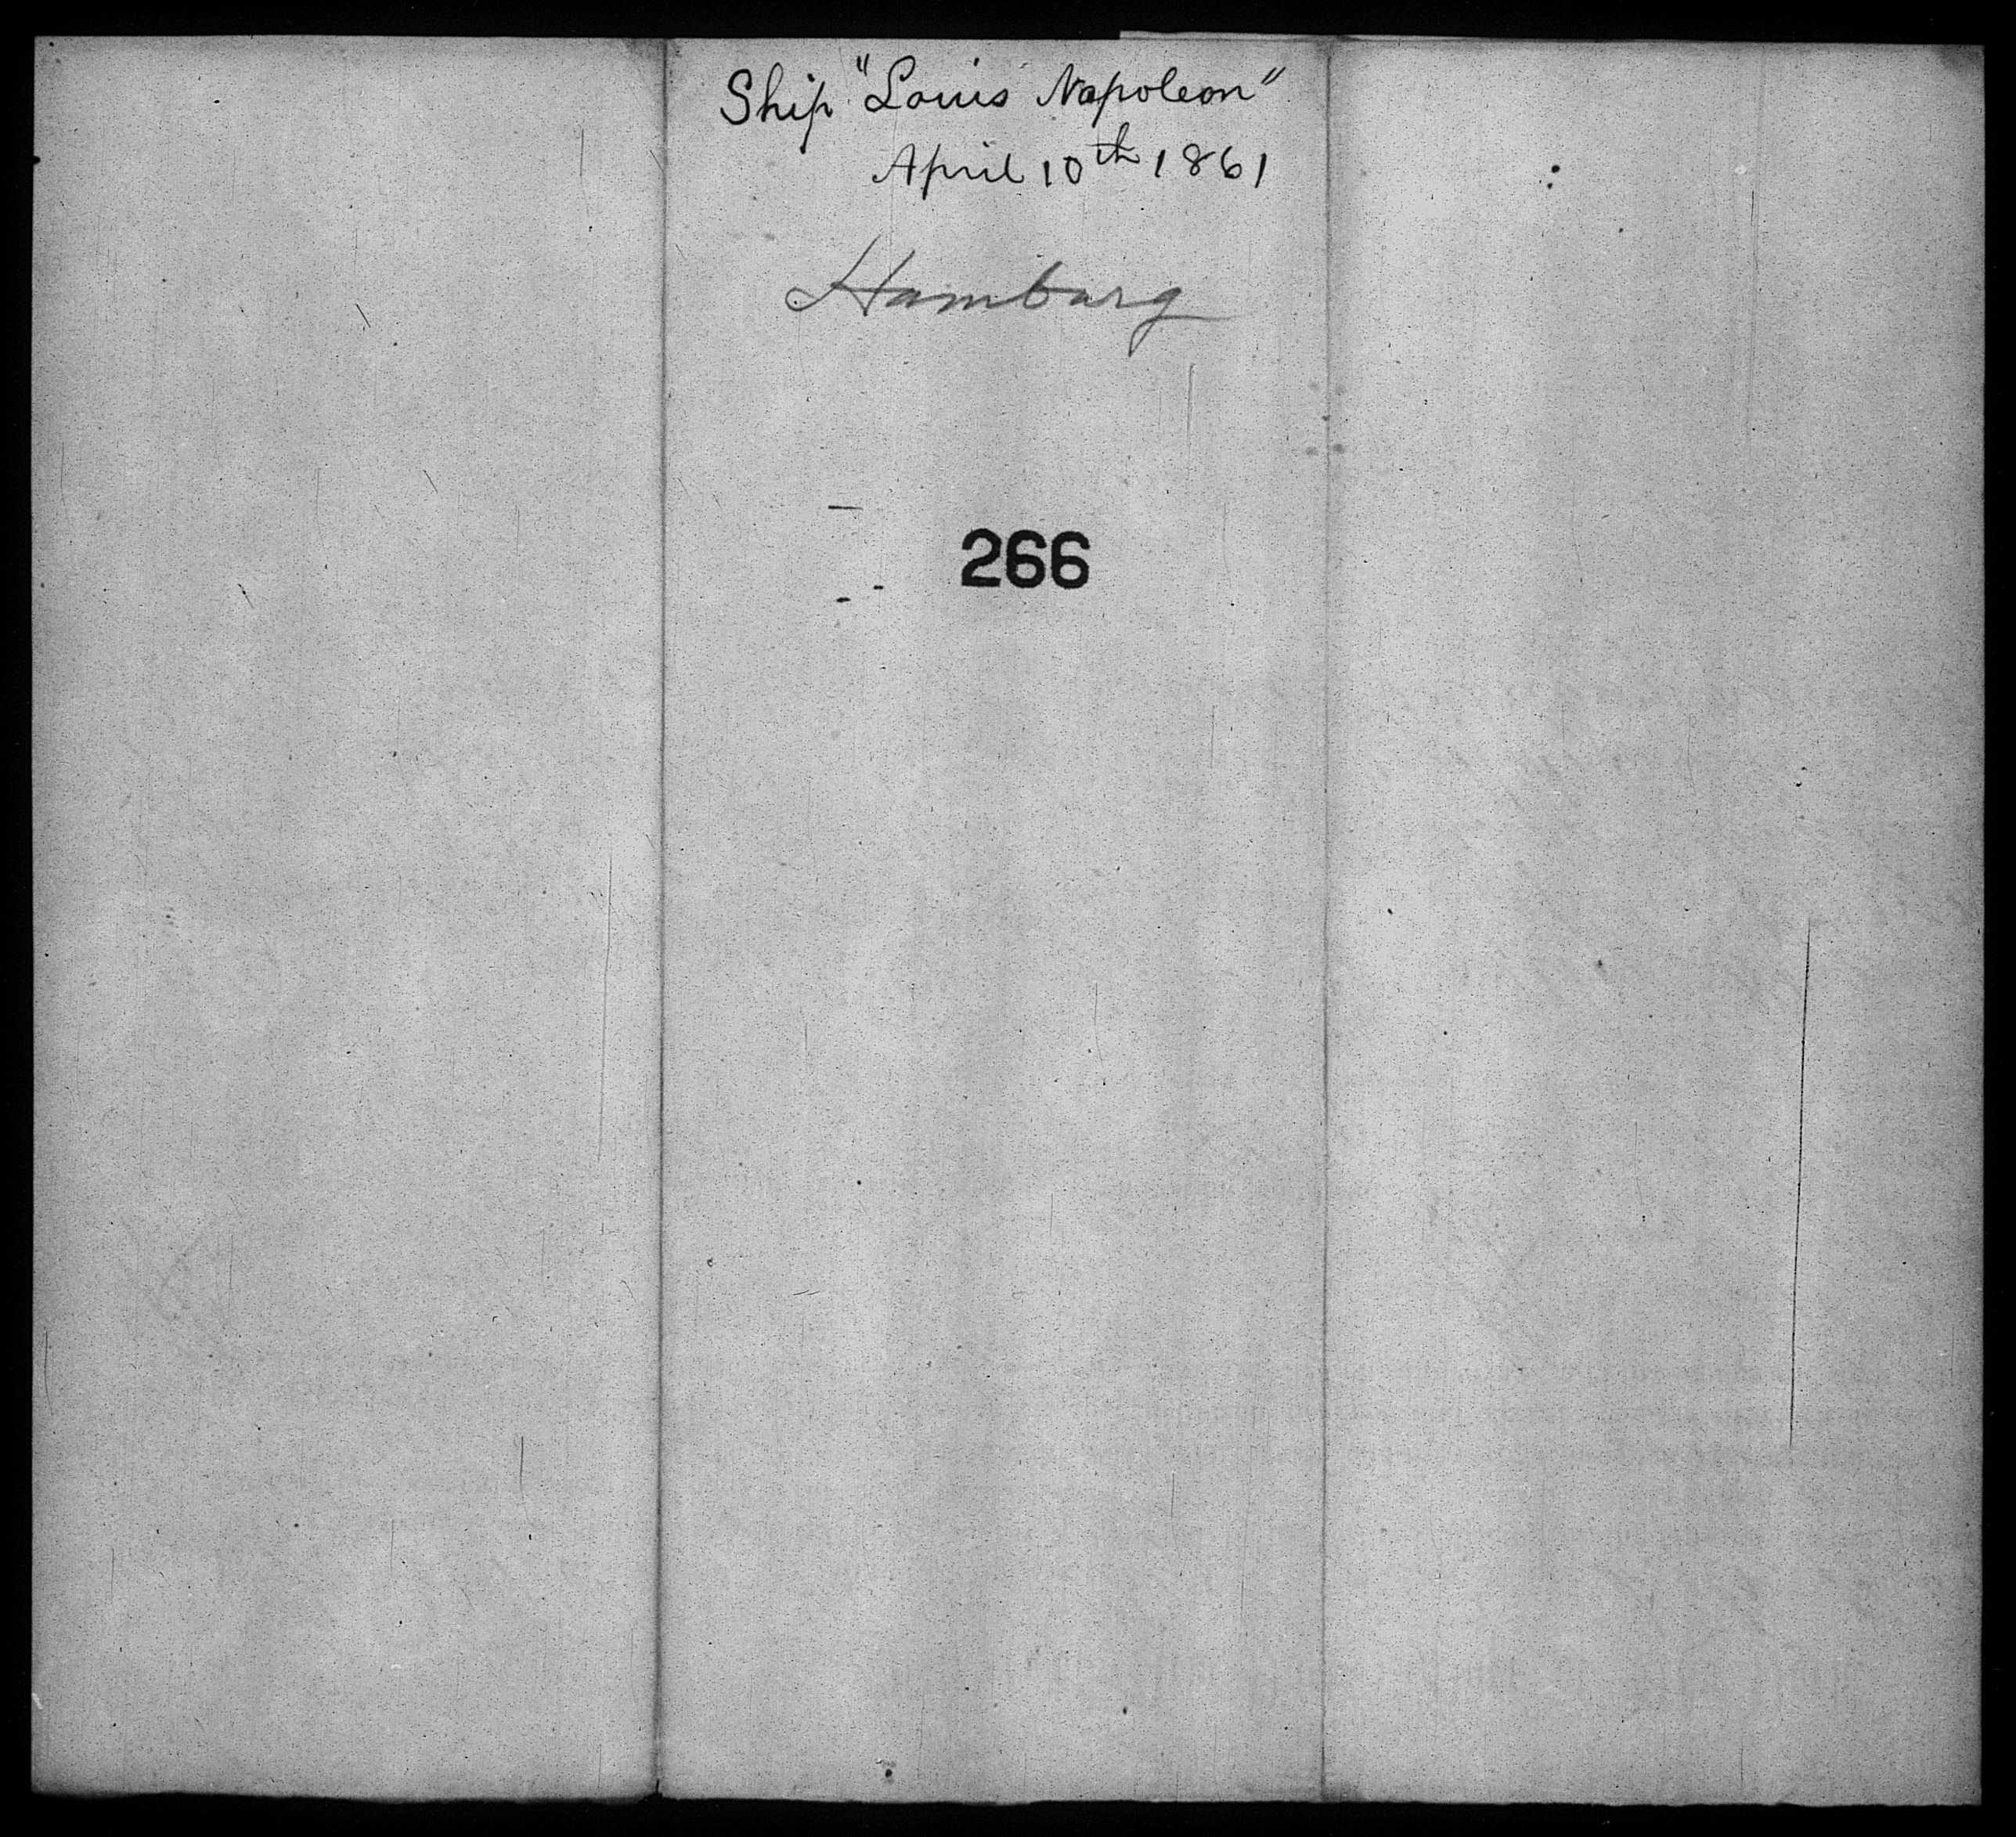 Ship "Louis Napoleon"
April 10th 1861
Hamburg
266